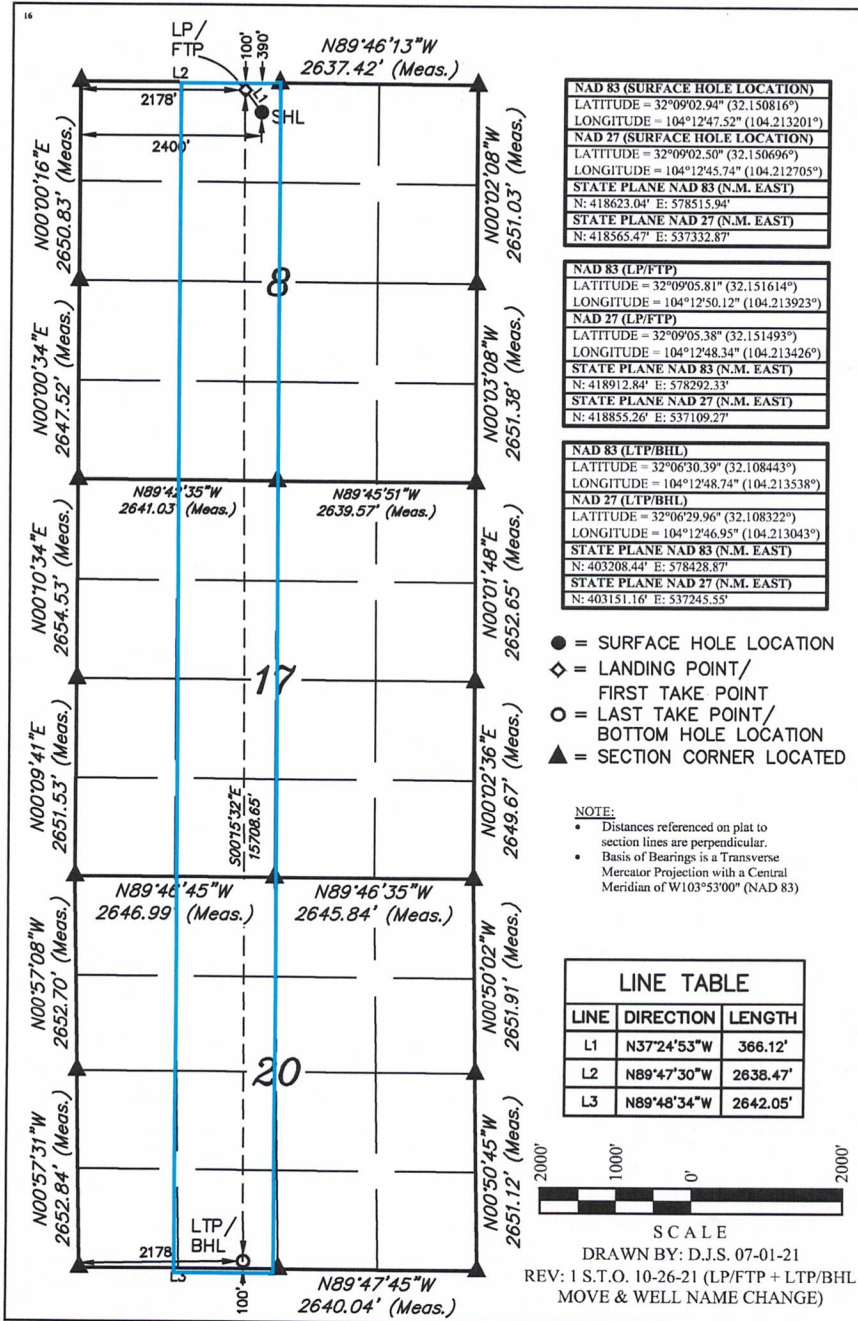 16
LP/
FTP
100'
390'
N89°46'13"W
2637.42' (Meas.)
L2
L1
2178'
SHL
2400'
N00°00'16"E
2650.83' (Meas.)
N00°02'08"W
2651.03' (Meas.)
8
N00°00'34"E
2647.52' (Meas.)
N00°03'08"W
2651.38' (Meas.)
N89°42'35"W
2641.03' (Meas.)
N89°45'51"W
2639.57' (Meas.)
N00°10'34"E
2654.53' (Meas.)
N00°01'48"E
2652.65' (Meas.)
17
N00°09'41"E
2651.53' (Meas.)
S00°15'32"E
15708.65'
N00°02'36"E
2649.67' (Meas.)
N89°46'45"W
2646.99' (Meas.)
N89°46'35"W
2645.84' (Meas.)
N00°57'08"W
2652.70' (Meas.)
N00°50'02"W
2651.91' (Meas.)
20
N00°57'31"W
2652.84' (Meas.)
N00°50'45"W
2651.12' (Meas.)
LTP/
BHL
2178'
L3
100'
N89°47'45"W
2640.04' (Meas.)
NAD 83 (SURFACE HOLE LOCATION)
LATITUDE = 32°09'02.94" (32.150816°)
LONGITUDE = 104°12'47.52" (104.213201°)
NAD 27 (SURFACE HOLE LOCATION)
LATITUDE = 32°09'02.50" (32.150696°)
LONGITUDE = 104°12'45.74" (104.212705°)
STATE PLANE NAD 83 (N.M. EAST)
N: 418623.04' E: 578515.94'
STATE PLANE NAD 27 (N.M. EAST)
N: 418565.47' E: 537332.87'
NAD 83 (LP/FTP)
LATITUDE = 32°09'05.81" (32.151614°)
LONGITUDE = 104°12'50.12" (104.213923°)
NAD 27 (LP/FTP)
LATITUDE = 32°09'05.38" (32.151493°)
LONGITUDE = 104°12'48.34" (104.213426°)
STATE PLANE NAD 83 (N.M. EAST)
N: 418912.84' E: 578292.33'
STATE PLANE NAD 27 (N.M. EAST)
N: 418855.26' E: 537109.27'
NAD 83 (LTP/BHL)
LATITUDE = 32°06'30.39" (32.108443°)
LONGITUDE = 104°12'48.74" (104.213538°)
NAD 27 (LTP/BHL)
LATITUDE = 32°06'29.96" (32.108322°)
LONGITUDE = 104°12'46.95" (104.213043°)
STATE PLANE NAD 83 (N.M. EAST)
N: 403208.44' E: 578428.87'
STATE PLANE NAD 27 (N.M. EAST)
N: 403151.16' E: 537245.55'
= SURFACE HOLE LOCATION
= LANDING POINT/
FIRST TAKE POINT
= LAST TAKE POINT/
BOTTOM HOLE LOCATION
= SECTION CORNER LOCATED
NOTE:
• Distances referenced on plat to
section lines are perpendicular.
• Basis of Bearings is a Transverse
Mercator Projection with a Central
Meridian of W103°53'00" (NAD 83)
LINE TABLE
LINE DIRECTION LENGTH
L1 N37°24'53"W 366.12'
L2 N89°47'30"W 2638.47'
L3 N89°48'34"W 2642.05'
2000' 1000' 0' 2000'
SCALE
DRAWN BY: D.J.S. 07-01-21
REV: 1 S.T.O. 10-26-21 (LP/FTP + LTP/BHL
MOVE & WELL NAME CHANGE)